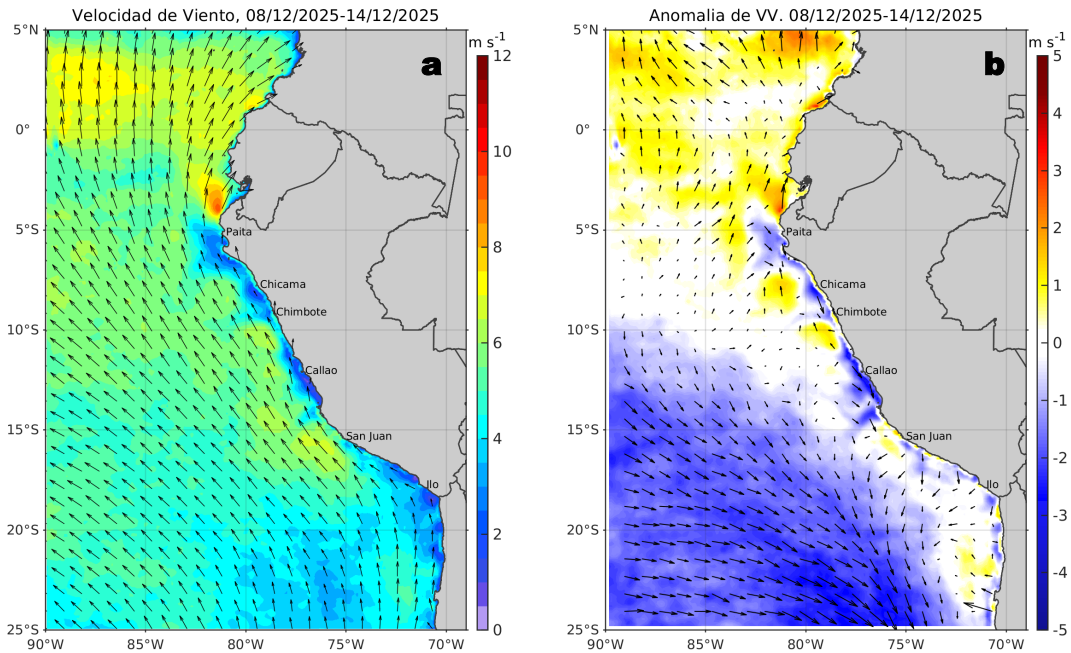 Velocidad de Viento, 08/12/2025-14/12/2025
m s⁻¹
a
5°N
0°
5°S
10°S
15°S
20°S
25°S
90°W
85°W
80°W
75°W
70°W
Paita
Chicama
Chimbote
Callao
San Juan
Ilo
12
10
8
6
4
2
0
Anomalia de VV. 08/12/2025-14/12/2025
m s⁻¹
b
5°N
0°
5°S
10°S
15°S
20°S
25°S
90°W
85°W
80°W
75°W
70°W
Paita
Chicama
Chimbote
Callao
San Juan
Ilo
5
4
3
2
1
0
-1
-2
-3
-4
-5